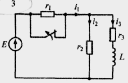 3
r₁
i₁
i₂
i₃
E
r₂
r₃
L